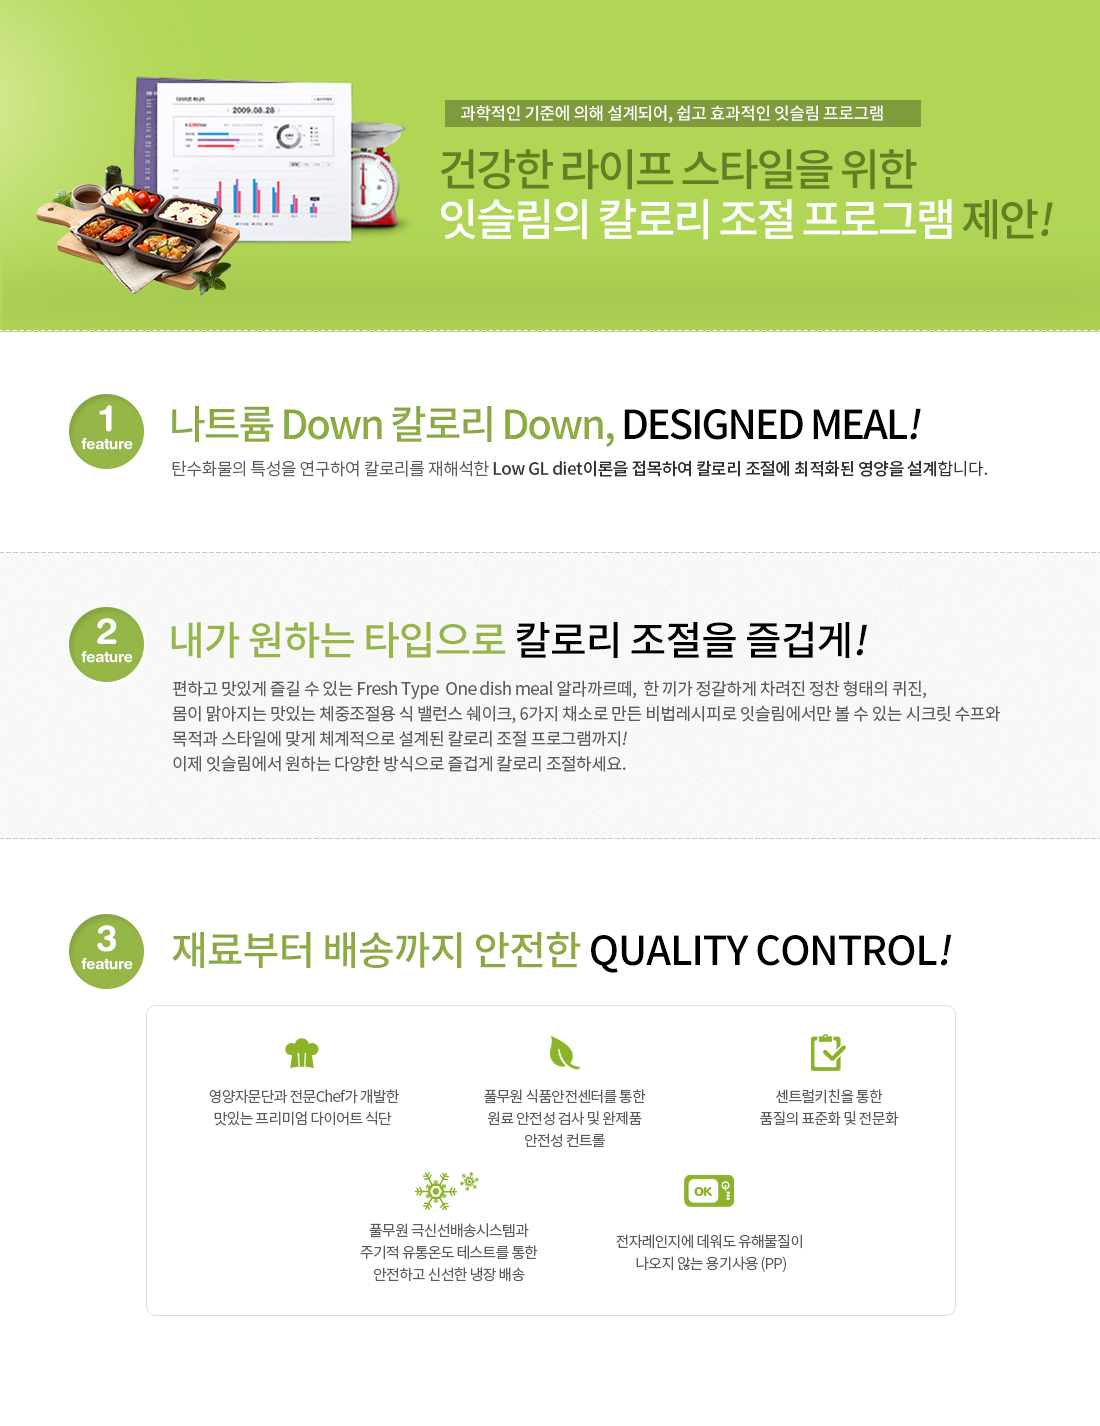 2009.08.28
과학적인 기준에 의해 설계되어, 쉽고 효과적인 잇슬림 프로그램
건강한 라이프 스타일을 위한
잇슬림의 칼로리 조절 프로그램 제안!
1
feature
나트륨 Down 칼로리 Down, DESIGNED MEAL!
탄수화물의 특성을 연구하여 칼로리를 재해석한 Low GL diet이론을 접목하여 칼로리 조절에 최적화된 영양을 설계합니다.
2
feature
내가 원하는 타입으로 칼로리 조절을 즐겁게!
편하고 맛있게 즐길 수 있는 Fresh Type One dish meal 알라까르떼, 한 끼가 정갈하게 차려진 정찬 형태의 퀴진,
몸이 맑아지는 맛있는 체중조절용 식 밸런스 쉐이크, 6가지 채소로 만든 비법레시피로 잇슬림에서만 볼 수 있는 시크릿 수프와
목적과 스타일에 맞게 체계적으로 설계된 칼로리 조절 프로그램까지!
이제 잇슬림에서 원하는 다양한 방식으로 즐겁게 칼로리 조절하세요.
3
feature
재료부터 배송까지 안전한 QUALITY CONTROL!
영양자문단과 전문Chef가 개발한
맛있는 프리미엄 다이어트 식단
풀무원 식품안전센터를 통한
원료 안전성 검사 및 완제품
안전성 컨트롤
센트럴키친을 통한
품질의 표준화 및 전문화
풀무원 극신선배송시스템과
주기적 유통온도 테스트를 통한
안전하고 신선한 냉장 배송
OK
전자레인지에 데워도 유해물질이
나오지 않는 용기사용 (PP)